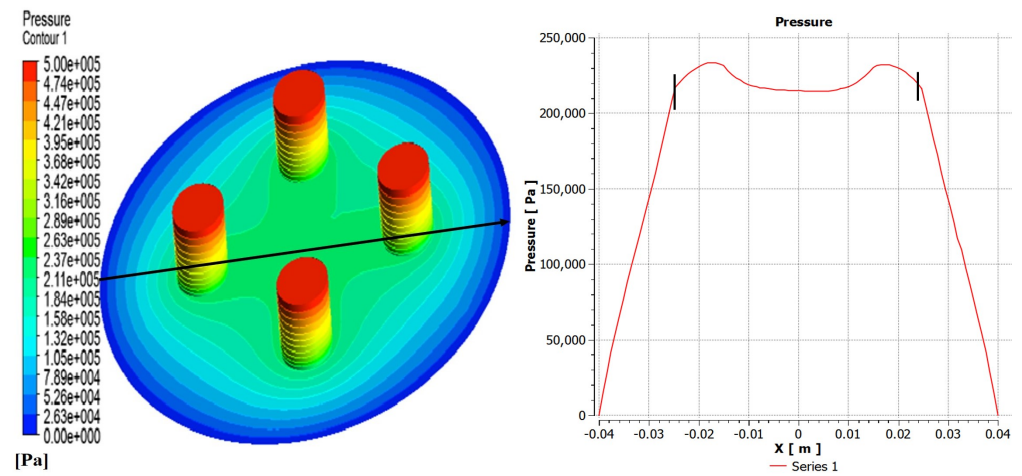 Pressure
Contour 1
5.00e+005
4.74e+005
4.47e+005
4.21e+005
3.95e+005
3.68e+005
3.42e+005
3.16e+005
2.89e+005
2.63e+005
2.37e+005
2.11e+005
1.84e+005
1.58e+005
1.32e+005
1.05e+005
7.89e+004
5.26e+004
2.63e+004
0.00e+000
[Pa]
Pressure
250,000
200,000
150,000
100,000
50,000
0
Pressure [ Pa ]
-0.04 -0.03 -0.02 -0.01 0 0.01 0.02 0.03 0.04
X [ m ]
Series 1